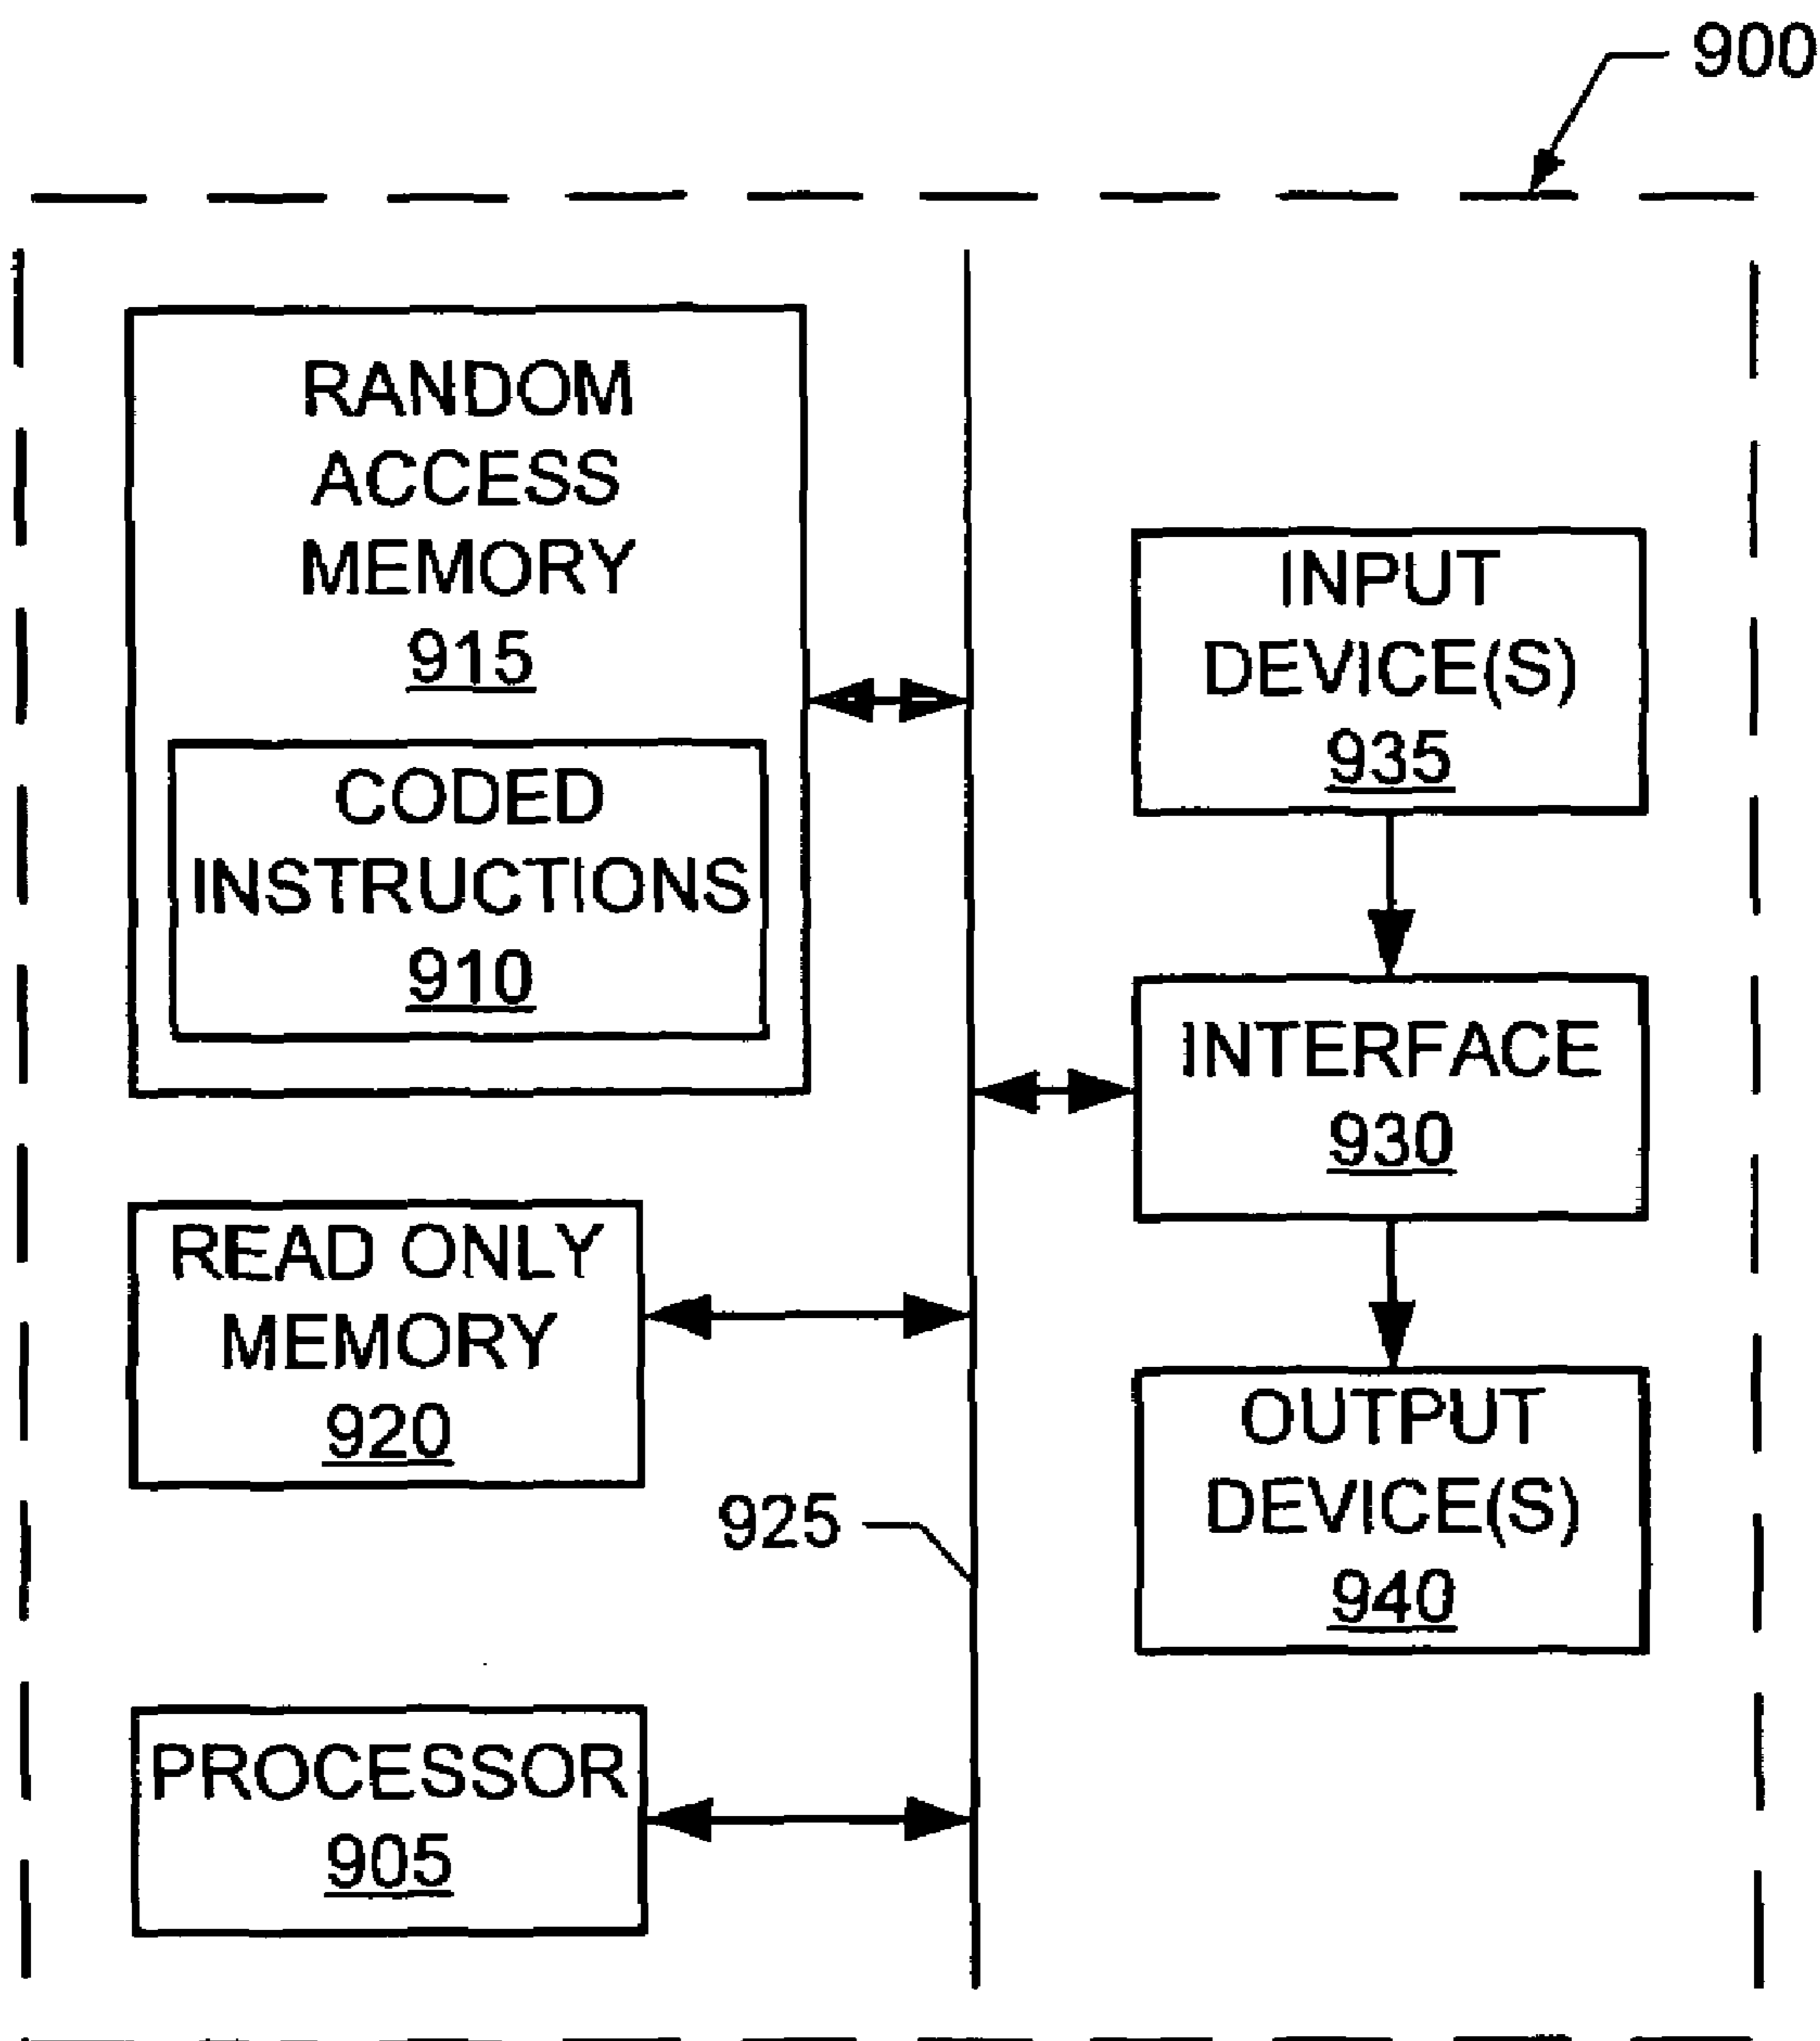 900
RANDOM
ACCESS
MEMORY
915
CODED
INSTRUCTIONS
910
READ ONLY
MEMORY
920
925
PROCESSOR
905
INPUT
DEVICE(S)
935
INTERFACE
930
OUTPUT
DEVICE(S)
940